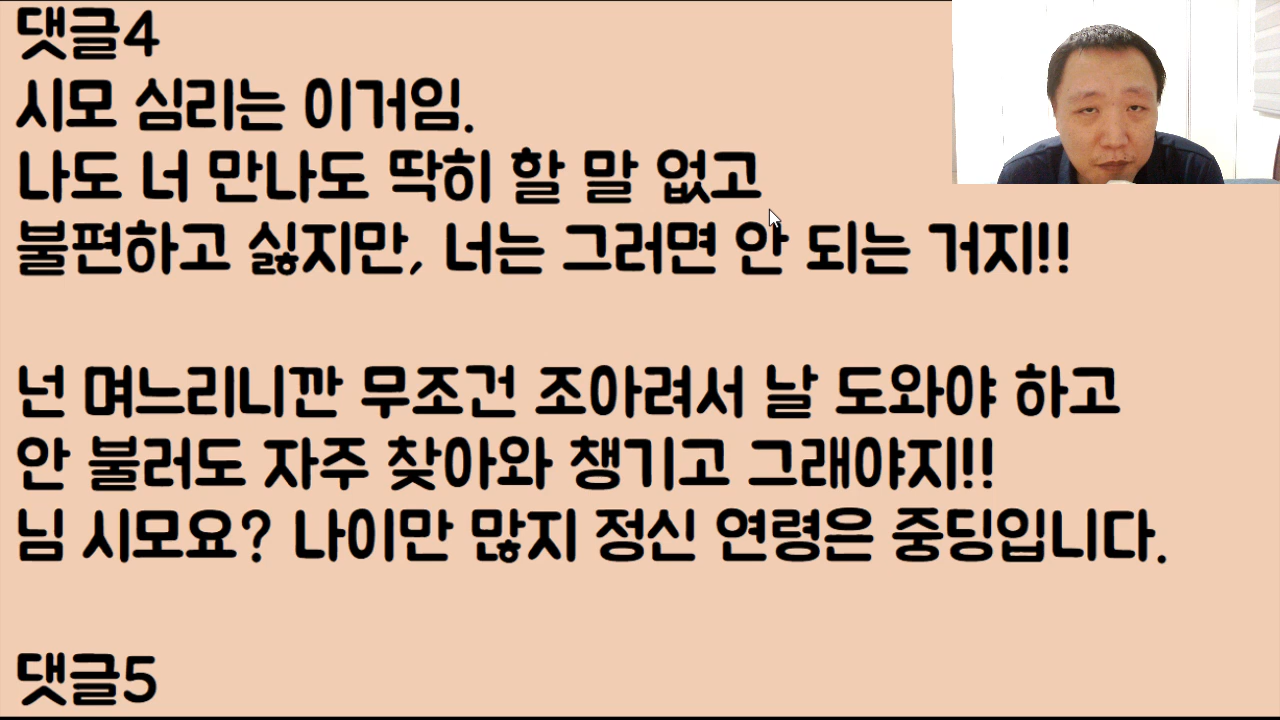 댓글4
시모 심리는 이거임.
나도 너 만나도 딱히 할 말 없고
불편하고 싫지만, 너는 그러면 안 되는 거지!!
넌 며느리니깐 무조건 조아려서 날 도와야 하고
안 불러도 자주 찾아와 챙기고 그래야지!!
님 시모요? 나이만 많지 정신 연령은 중딩입니다.
댓글5